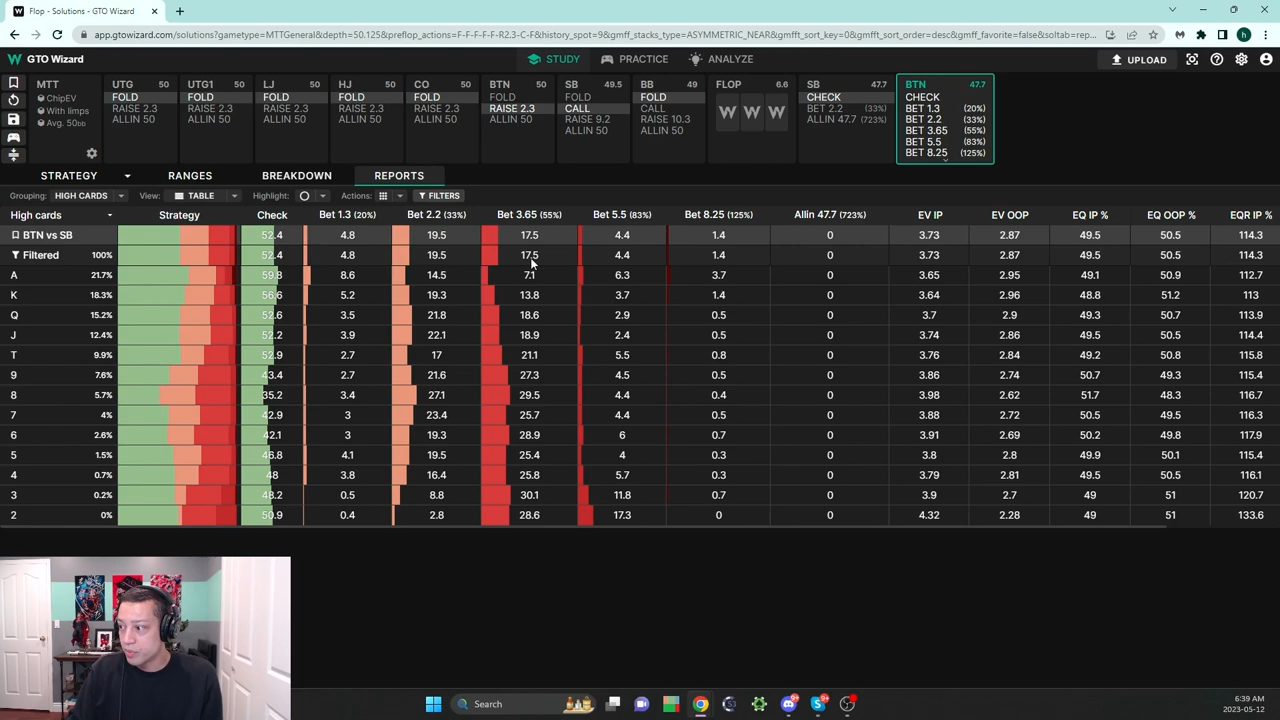 Flop - Solutions - GTO Wizard
app.gtowizard.com/solutions?gametype=MTTGeneral&depth=50.125&preflop_actions=F-F-F-F-F-R2.3-C-F&history_spot=9&gmff_sort_key=0&gmfft_sort_order=desc&gmff_type=ASYMMETRIC_NEAR&gmfft_sort_key=0&gmfft_sort_order=desc&gmff_favorite=false&soltab=rep...
GTO Wizard STUDY PRACTICE ANALYZE UPLOAD
MTT UTG 50 UTG1 50 LJ 50 HJ 50 CO 50 BTN 50 SB 49.5 BB 49 FLOP 6.6 SB 47.7 BTN 47.7
ChipEV FOLD FOLD FOLD FOLD FOLD FOLD FOLD FOLD CHECK CHECK
With limps RAISE 2.3 RAISE 2.3 RAISE 2.3 RAISE 2.3 RAISE 2.3 RAISE 2.3 CALL CALL BET 2.2 (33%) BET 1.3 (20%)
Avg. 50bb ALLIN 50 ALLIN 50 ALLIN 50 ALLIN 50 ALLIN 50 ALLIN 50 RAISE 9.2 RAISE 10.3 ALLIN 47.7 (723%) BET 2.2 (33%)
ALLIN 50 ALLIN 50 BET 3.65 (55%)
BET 5.5 (83%)
BET 8.25 (125%)
STRATEGY RANGES BREAKDOWN REPORTS
Grouping: HIGH CARDS View: TABLE Highlight: Actions: FILTERS
High cards Strategy Check Bet 1.3 (20%) Bet 2.2 (33%) Bet 3.65 (55%) Bet 5.5 (83%) Bet 8.25 (125%) Allin 47.7 (723%) EV IP EV OOP EQ IP % EQ OOP % EQR IP %
BTN vs SB 52.4 4.8 19.5 17.5 4.4 1.4 0 3.73 2.87 49.5 50.5 114.3
Filtered 100% 52.4 4.8 19.5 17.5 4.4 1.4 0 3.73 2.87 49.5 50.5 114.3
A 21.7% 59.8 8.6 14.5 7.1 6.3 3.7 0 3.65 2.95 49.1 50.9 112.7
K 18.3% 56.6 5.2 19.3 13.8 3.7 1.4 0 3.64 2.96 48.8 51.2 113
Q 15.2% 52.6 3.5 21.8 18.6 2.9 0.5 0 3.7 2.9 49.3 50.7 113.9
J 12.4% 52.2 3.9 22.1 18.9 2.4 0.5 0 3.74 2.86 49.5 50.5 114.4
T 9.9% 52.9 2.7 17 21.1 5.5 0.8 0 3.76 2.84 49.2 50.8 115.8
9 7.6% 43.4 2.7 21.6 27.3 4.5 0.5 0 3.86 2.74 50.7 49.3 115.4
8 5.7% 35.2 3.4 27.1 29.5 4.4 0.4 0 3.98 2.62 51.7 48.3 116.7
7 4% 42.9 3 23.4 25.7 4.4 0.5 0 3.88 2.72 50.5 49.5 116.5
6 2.6% 42.1 3 19.3 28.9 6 0.7 0 3.91 2.69 50.2 49.8 117.9
5 1.5% 46.8 4.1 19.5 25.4 4 0.3 0 3.8 2.8 49.9 50.1 115.4
4 0.7% 48 3.8 16.4 25.8 5.7 0.3 0 3.79 2.81 49.5 50.5 116.1
3 0.2% 48.2 0.5 8.8 30.1 11.8 0.7 0 3.9 2.7 49 51 120.7
2 0% 50.9 0.4 2.8 28.6 17.3 0 0 4.32 2.28 49 51 133.6
Search
6:39 AM
2023-05-12